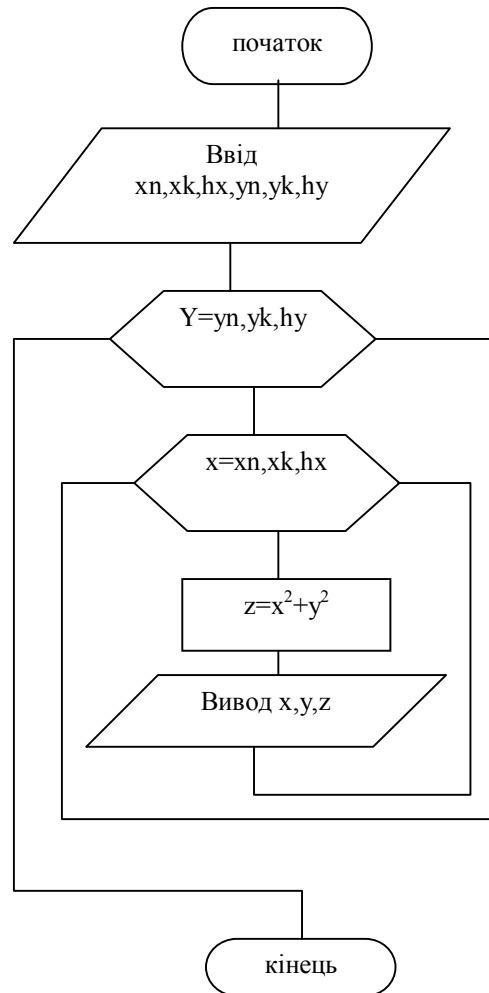 початок
Ввід
xn,xk,hx,yn,yk,hy
Y=yn,yk,hy
x=xn,xk,hx
z=x²+y²
Вивод x,y,z
кінець